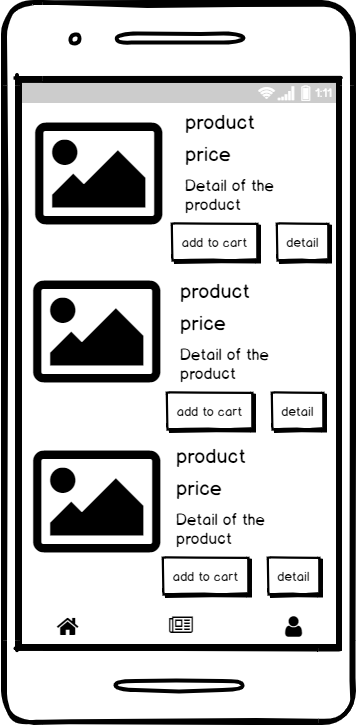 1:11
product
price
Detail of the
product
add to cart
detail
product
price
Detail of the
product
add to cart
detail
product
price
Detail of the
product
add to cart
detail